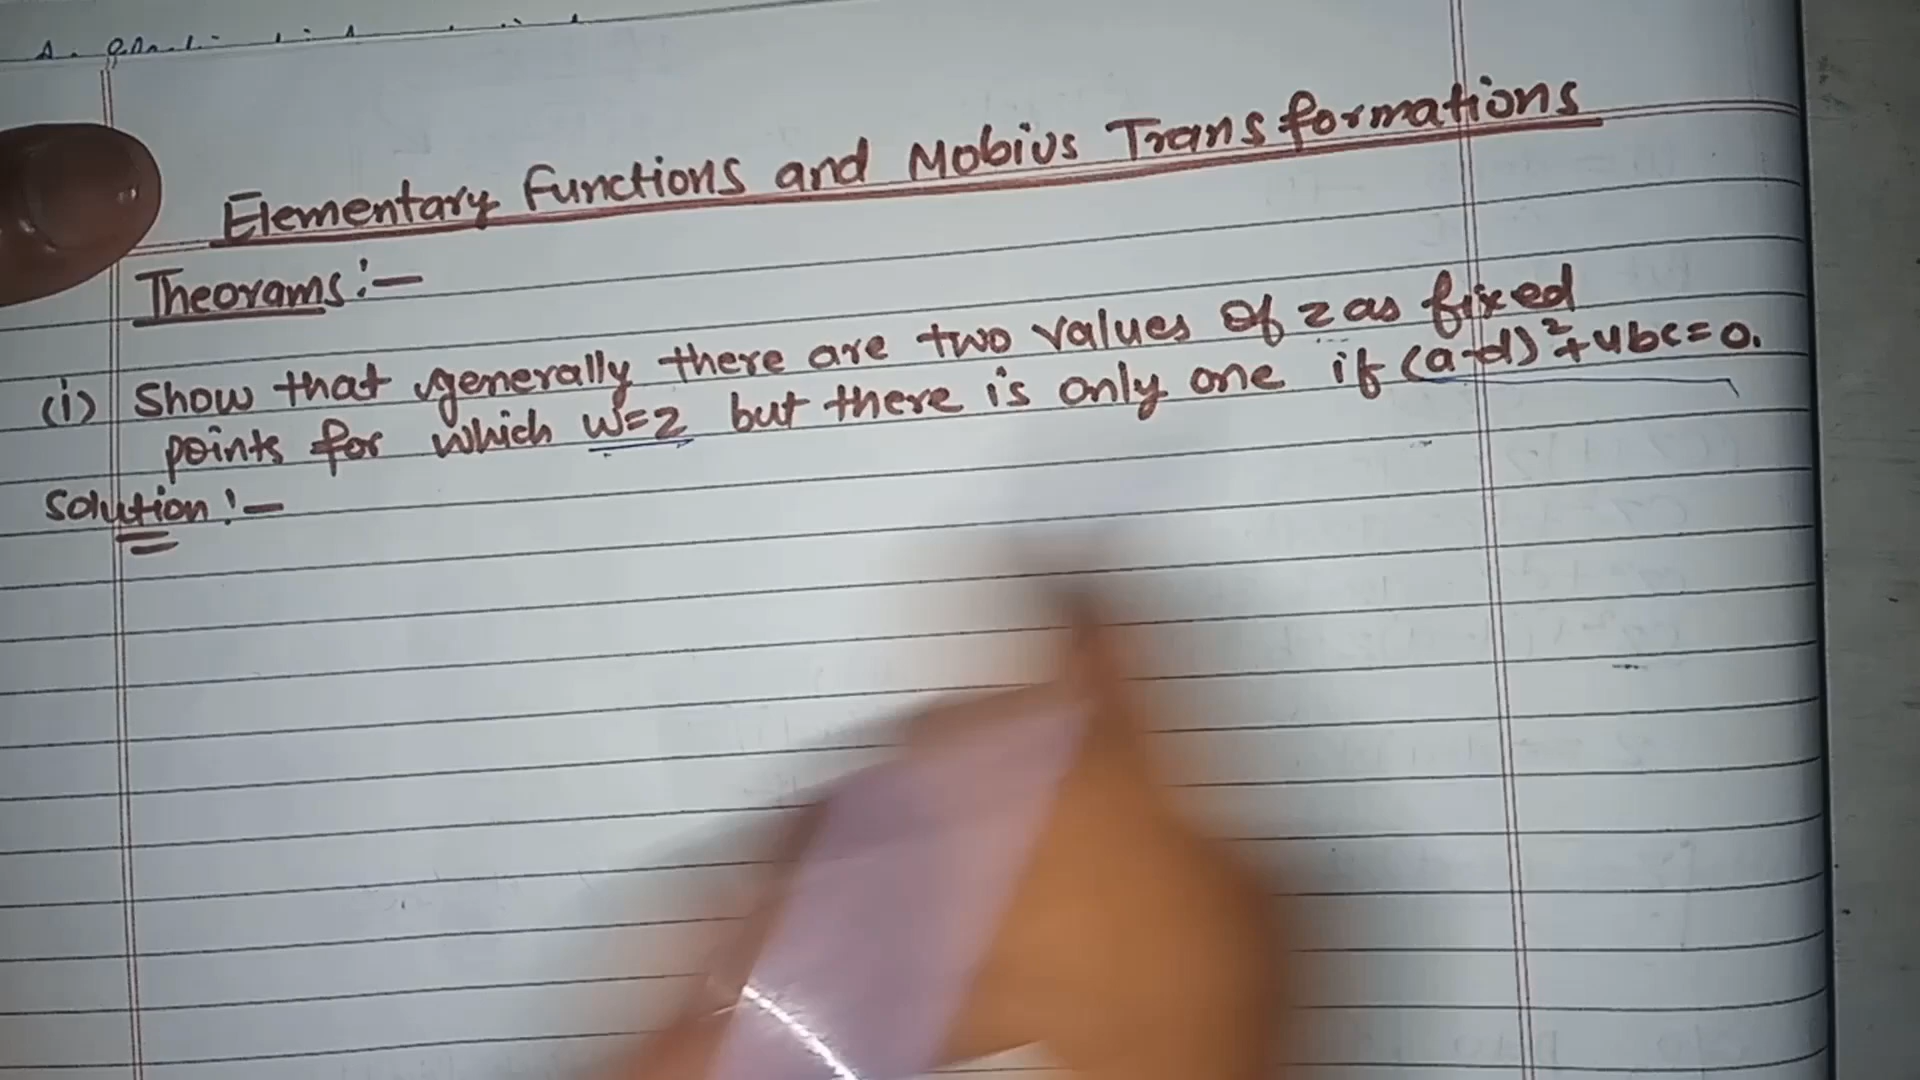 Elementary Functions and Mobius Transformations
Theorams:-
(i) Show that generally there are two values of z as fixed
points for which w=z but there is only one if (a-d)²+4bc=0.
Solution:-